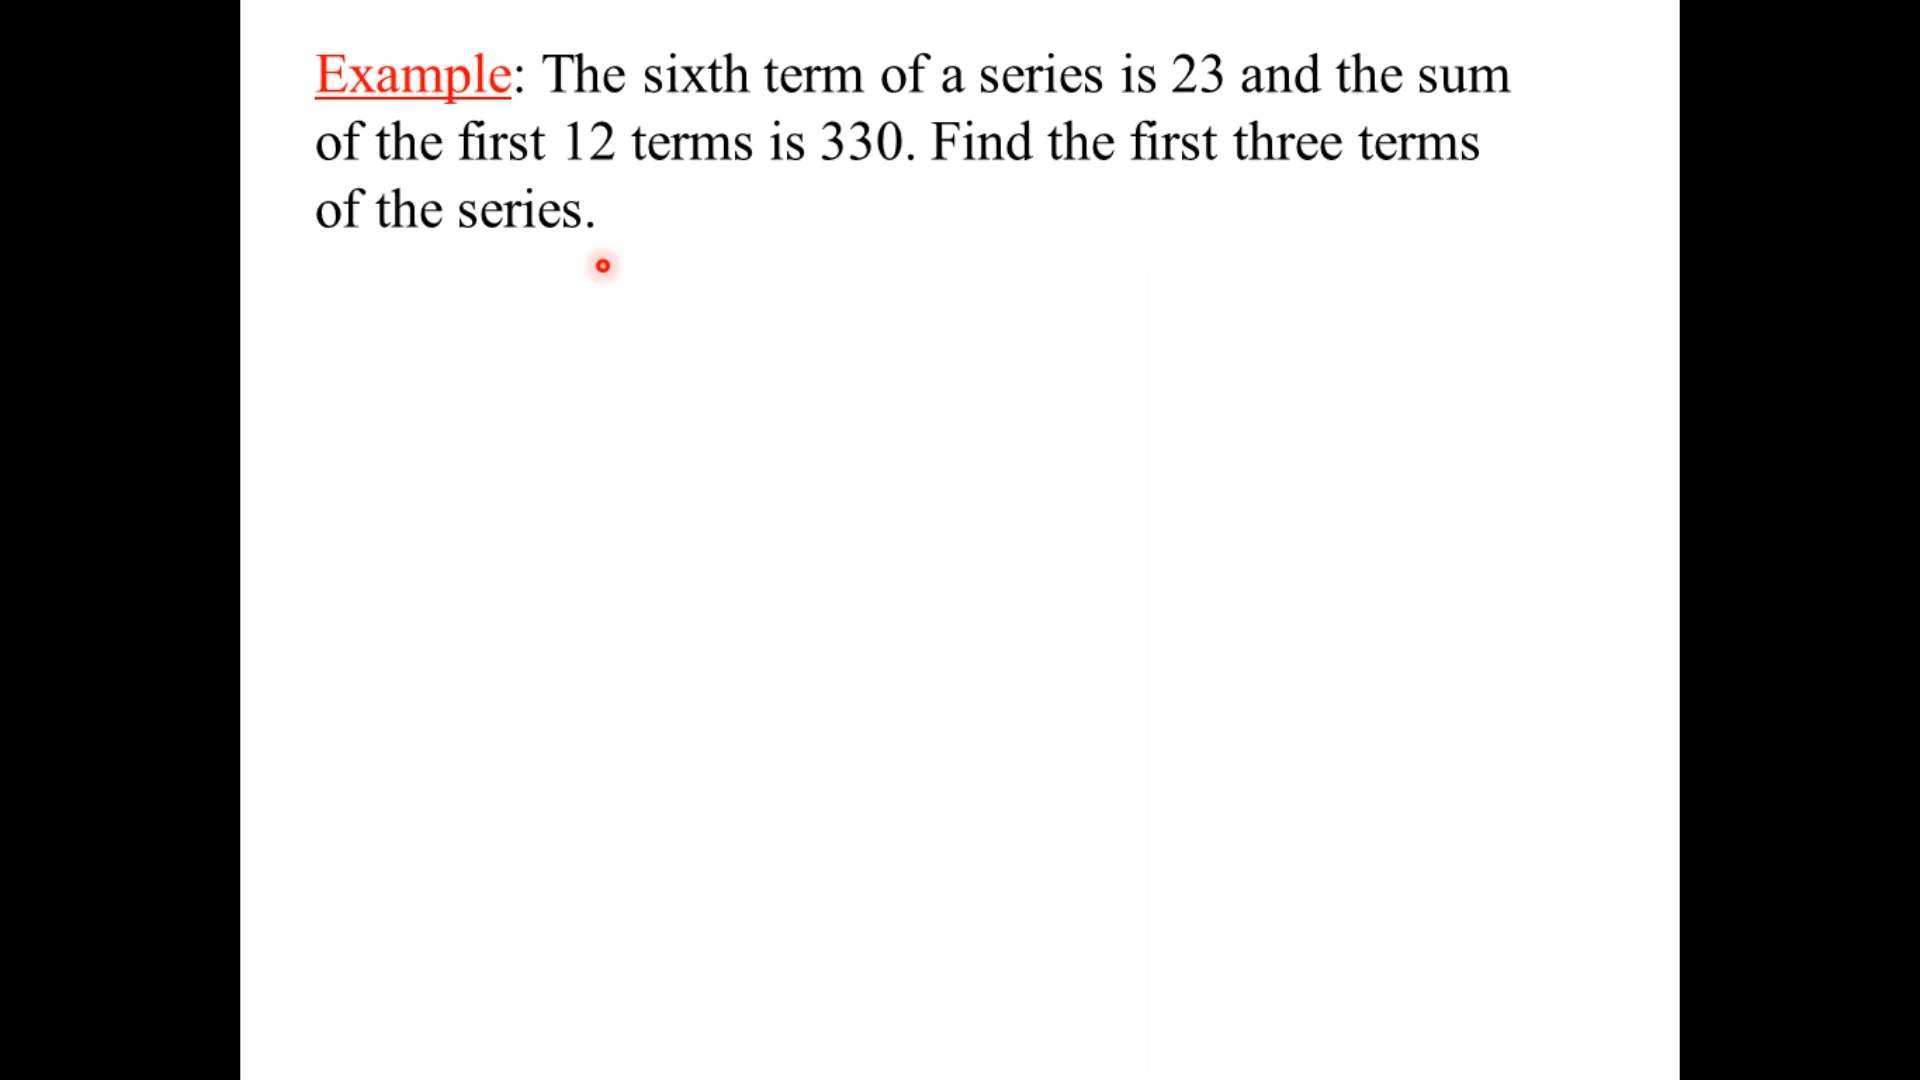 Example: The sixth term of a series is 23 and the sum
of the first 12 terms is 330. Find the first three terms
of the series.